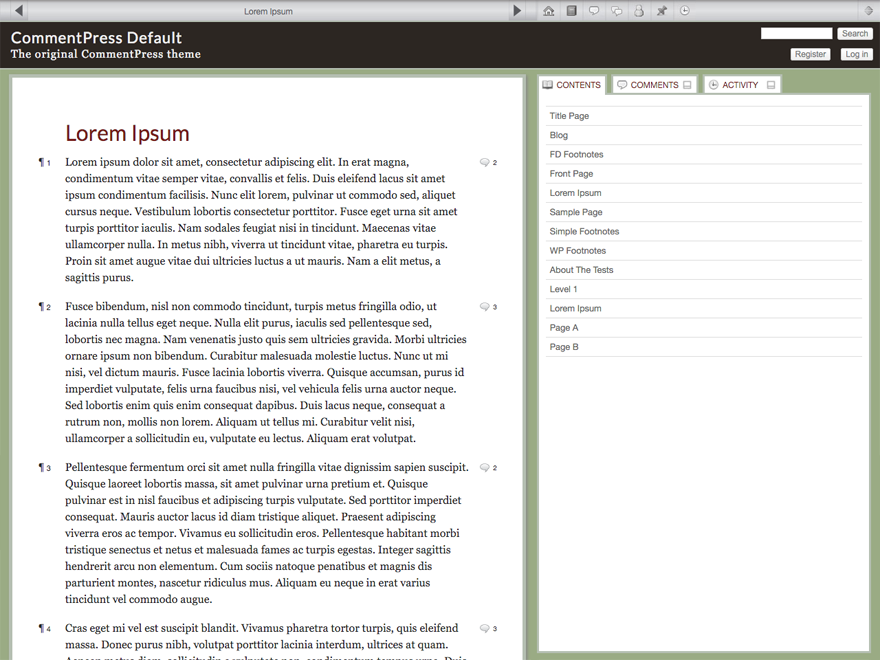 Lorem Ipsum
CommentPress Default
The original CommentPress theme
Search
Register
Log in
Lorem Ipsum
¶ 1
Lorem ipsum dolor sit amet, consectetur adipiscing elit. In erat magna,
condimentum vitae semper vitae, convallis et felis. Duis eleifend lacus sit amet
ipsum condimentum facilisis. Nunc elit lorem, pulvinar ut commodo sed, aliquet
cursus neque. Vestibulum lobortis consectetur porttitor. Fusce eget urna sit amet
turpis porttitor iaculis. Nam sodales feugiat nisi in tincidunt. Maecenas vitae
ullamcorper nulla. In metus nibh, viverra ut tincidunt vitae, pharetra eu turpis.
Proin sit amet augue vitae dui ultricies luctus a ut mauris. Nam a elit metus, a
sagittis purus.
2
¶ 2
Fusce bibendum, nisl non commodo tincidunt, turpis metus fringilla odio, ut
lacinia nulla tellus eget neque. Nulla elit purus, iaculis sed pellentesque sed,
lobortis nec magna. Nam venenatis justo quis sem ultricies gravida. Morbi ultricies
ornare ipsum non bibendum. Curabitur malesuada molestie luctus. Nunc ut mi
nisi, vel dictum mauris. Fusce lacinia lobortis viverra. Quisque accumsan, purus id
imperdiet vulputate, felis urna faucibus nisi, vel vehicula felis urna auctor neque.
Sed lobortis enim quis enim consequat dapibus. Duis lacus neque, consequat a
rutrum non, mollis non lorem. Aliquam ut tellus mi. Curabitur velit nisi,
ullamcorper a sollicitudin eu, vulputate eu lectus. Aliquam erat volutpat.
3
¶ 3
Pellentesque fermentum orci sit amet nulla fringilla vitae dignissim sapien suscipit.
Quisque laoreet lobortis massa, sit amet pulvinar urna pretium et. Quisque
pulvinar est in nisl faucibus et adipiscing turpis vulputate. Sed porttitor imperdiet
consequat. Mauris auctor lacus id diam tristique aliquet. Praesent adipiscing
viverra eros ac tempor. Vivamus eu sollicitudin eros. Pellentesque habitant morbi
tristique senectus et netus et malesuada fames ac turpis egestas. Integer sagittis
hendrerit arcu non elementum. Cum sociis natoque penatibus et magnis dis
parturient montes, nascetur ridiculus mus. Aliquam eu neque in erat varius
tincidunt vel commodo augue.
2
¶ 4
Cras eget mi vel est suscipit blandit. Vivamus pharetra tortor turpis, quis eleifend
massa. Donec purus nibh, volutpat porttitor lacinia interdum, ultrices at quam.
3
CONTENTS
COMMENTS
ACTIVITY
Title Page
Blog
FD Footnotes
Front Page
Lorem Ipsum
Sample Page
Simple Footnotes
WP Footnotes
About The Tests
Level 1
Lorem Ipsum
Page A
Page B